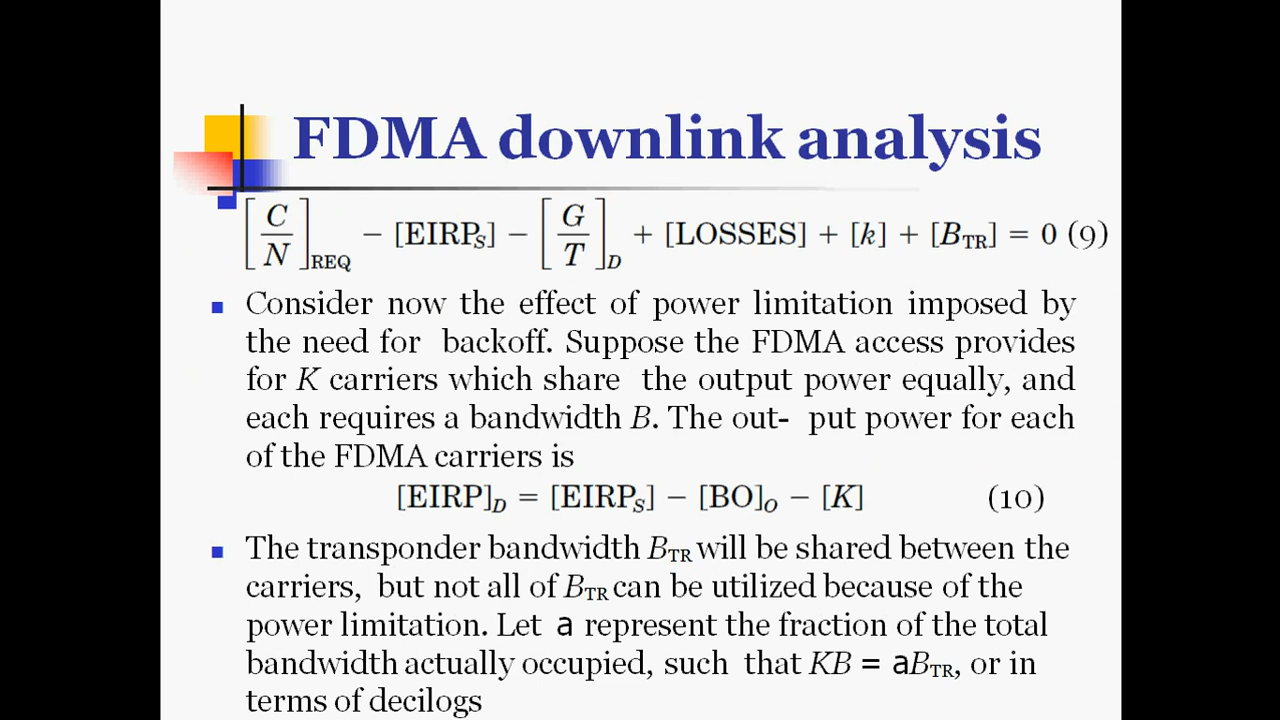 FDMA downlink analysis
[C/N]REQ − [EIRPS] − [G/T]D + [LOSSES] + [k] + [BTR] = 0 (9)
Consider now the effect of power limitation imposed by
the need for backoff. Suppose the FDMA access provides
for K carriers which share the output power equally, and
each requires a bandwidth B. The out- put power for each
of the FDMA carriers is
[EIRP]D = [EIRPS] − [BO]O − [K] (10)
The transponder bandwidth BTR will be shared between the
carriers, but not all of BTR can be utilized because of the
power limitation. Let a represent the fraction of the total
bandwidth actually occupied, such that KB = aBTR, or in
terms of decilogs